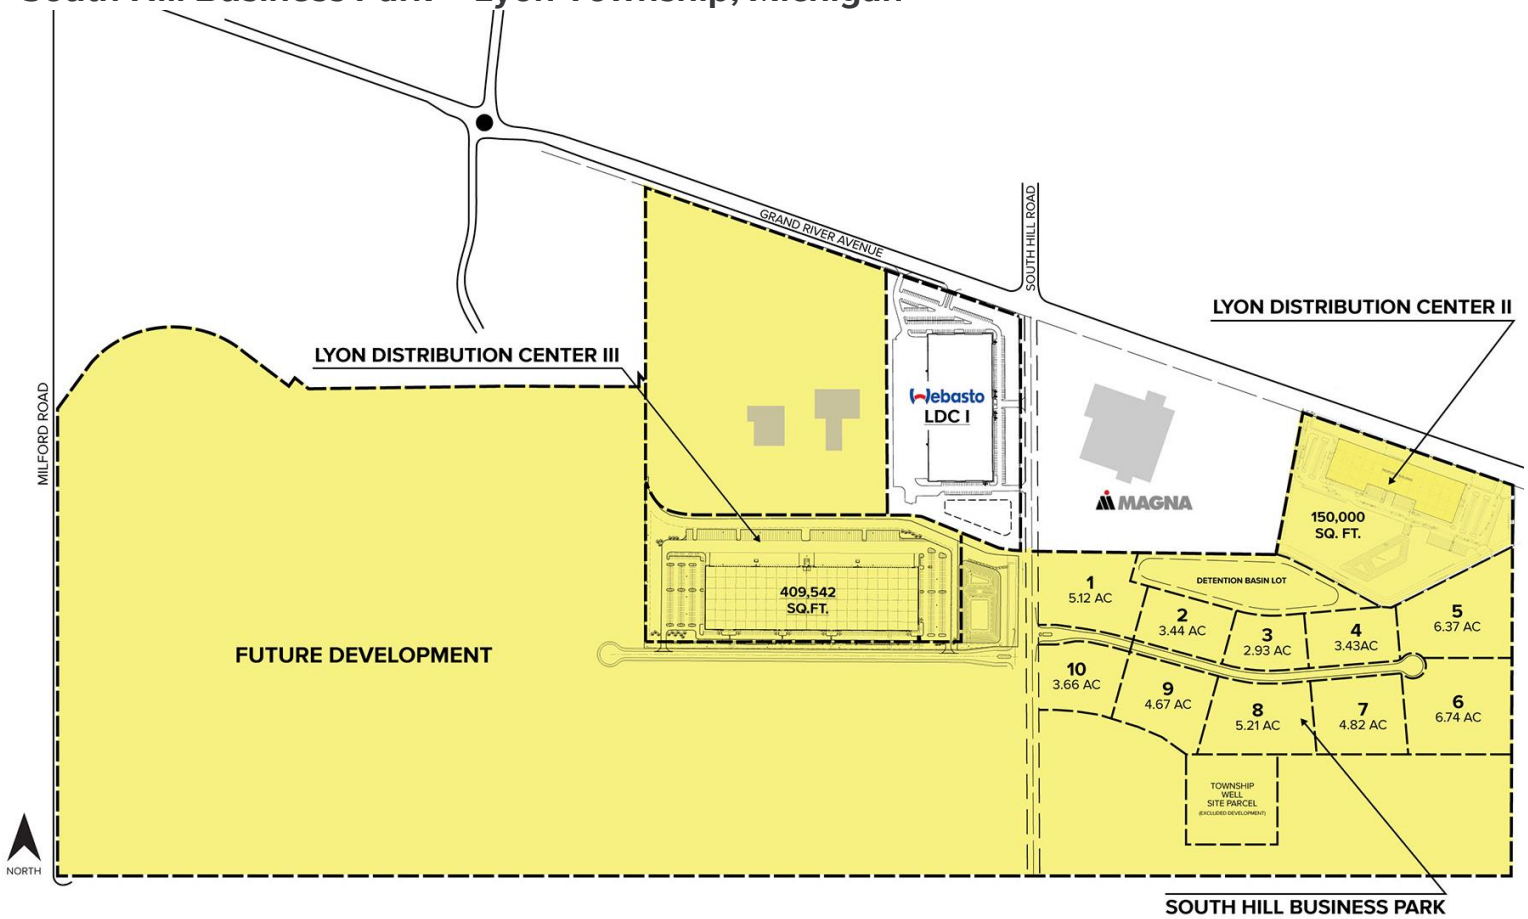 South Hill Business Park – Lyon Township, Michigan
GRAND RIVER AVENUE
SOUTH HILL ROAD
LYON DISTRIBUTION CENTER II
LYON DISTRIBUTION CENTER III
MILFORD ROAD
Webasto
LDC I
MAGNA
150,000
SQ. FT.
409,542
SQ.FT.
DETENTION BASIN LOT
1
5.12 AC
2
3.44 AC
3
2.93 AC
4
3.43AC
5
6.37 AC
FUTURE DEVELOPMENT
10
3.66 AC
9
4.67 AC
8
5.21 AC
7
4.82 AC
6
6.74 AC
TOWNSHIP
WELL
SITE PARCEL
(EXCLUDED DEVELOPMENT)
NORTH
SOUTH HILL BUSINESS PARK